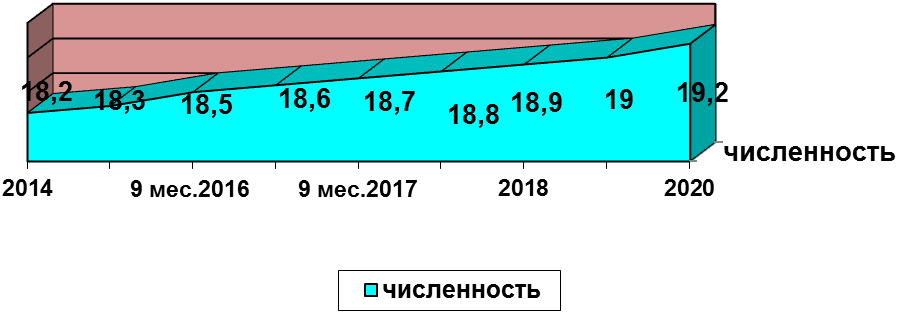 18,2 18,3 18,5 18,6 18,7 18,8 18,9 19 19,2
численность
2014 9 мес.2016 9 мес.2017 2018 2020
численность